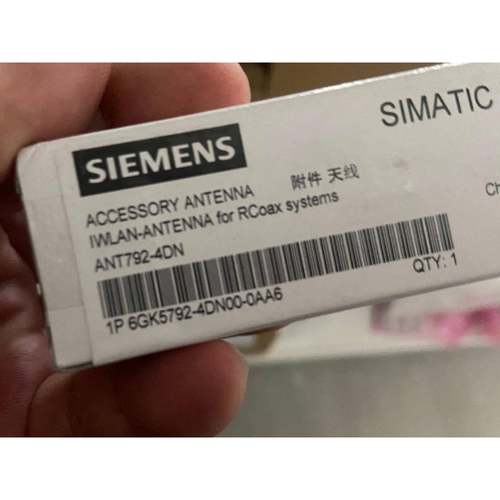 SIEMENS
SIMATIC
ACCESSORY ANTENNA 附件 天线
IWLAN-ANTENNA for RCoax systems
ANT792-4DN
QTY: 1
1P 6GK5792-4DN00-0AA6